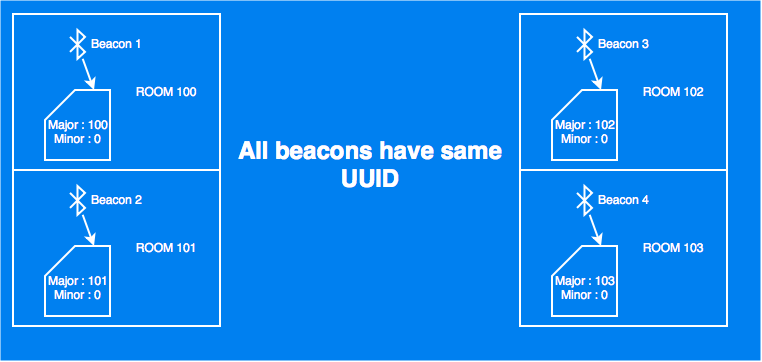 Beacon 1
ROOM 100
Major : 100
Minor : 0
Beacon 2
ROOM 101
Major : 101
Minor : 0
All beacons have same
UUID
Beacon 3
ROOM 102
Major : 102
Minor : 0
Beacon 4
ROOM 103
Major : 103
Minor : 0